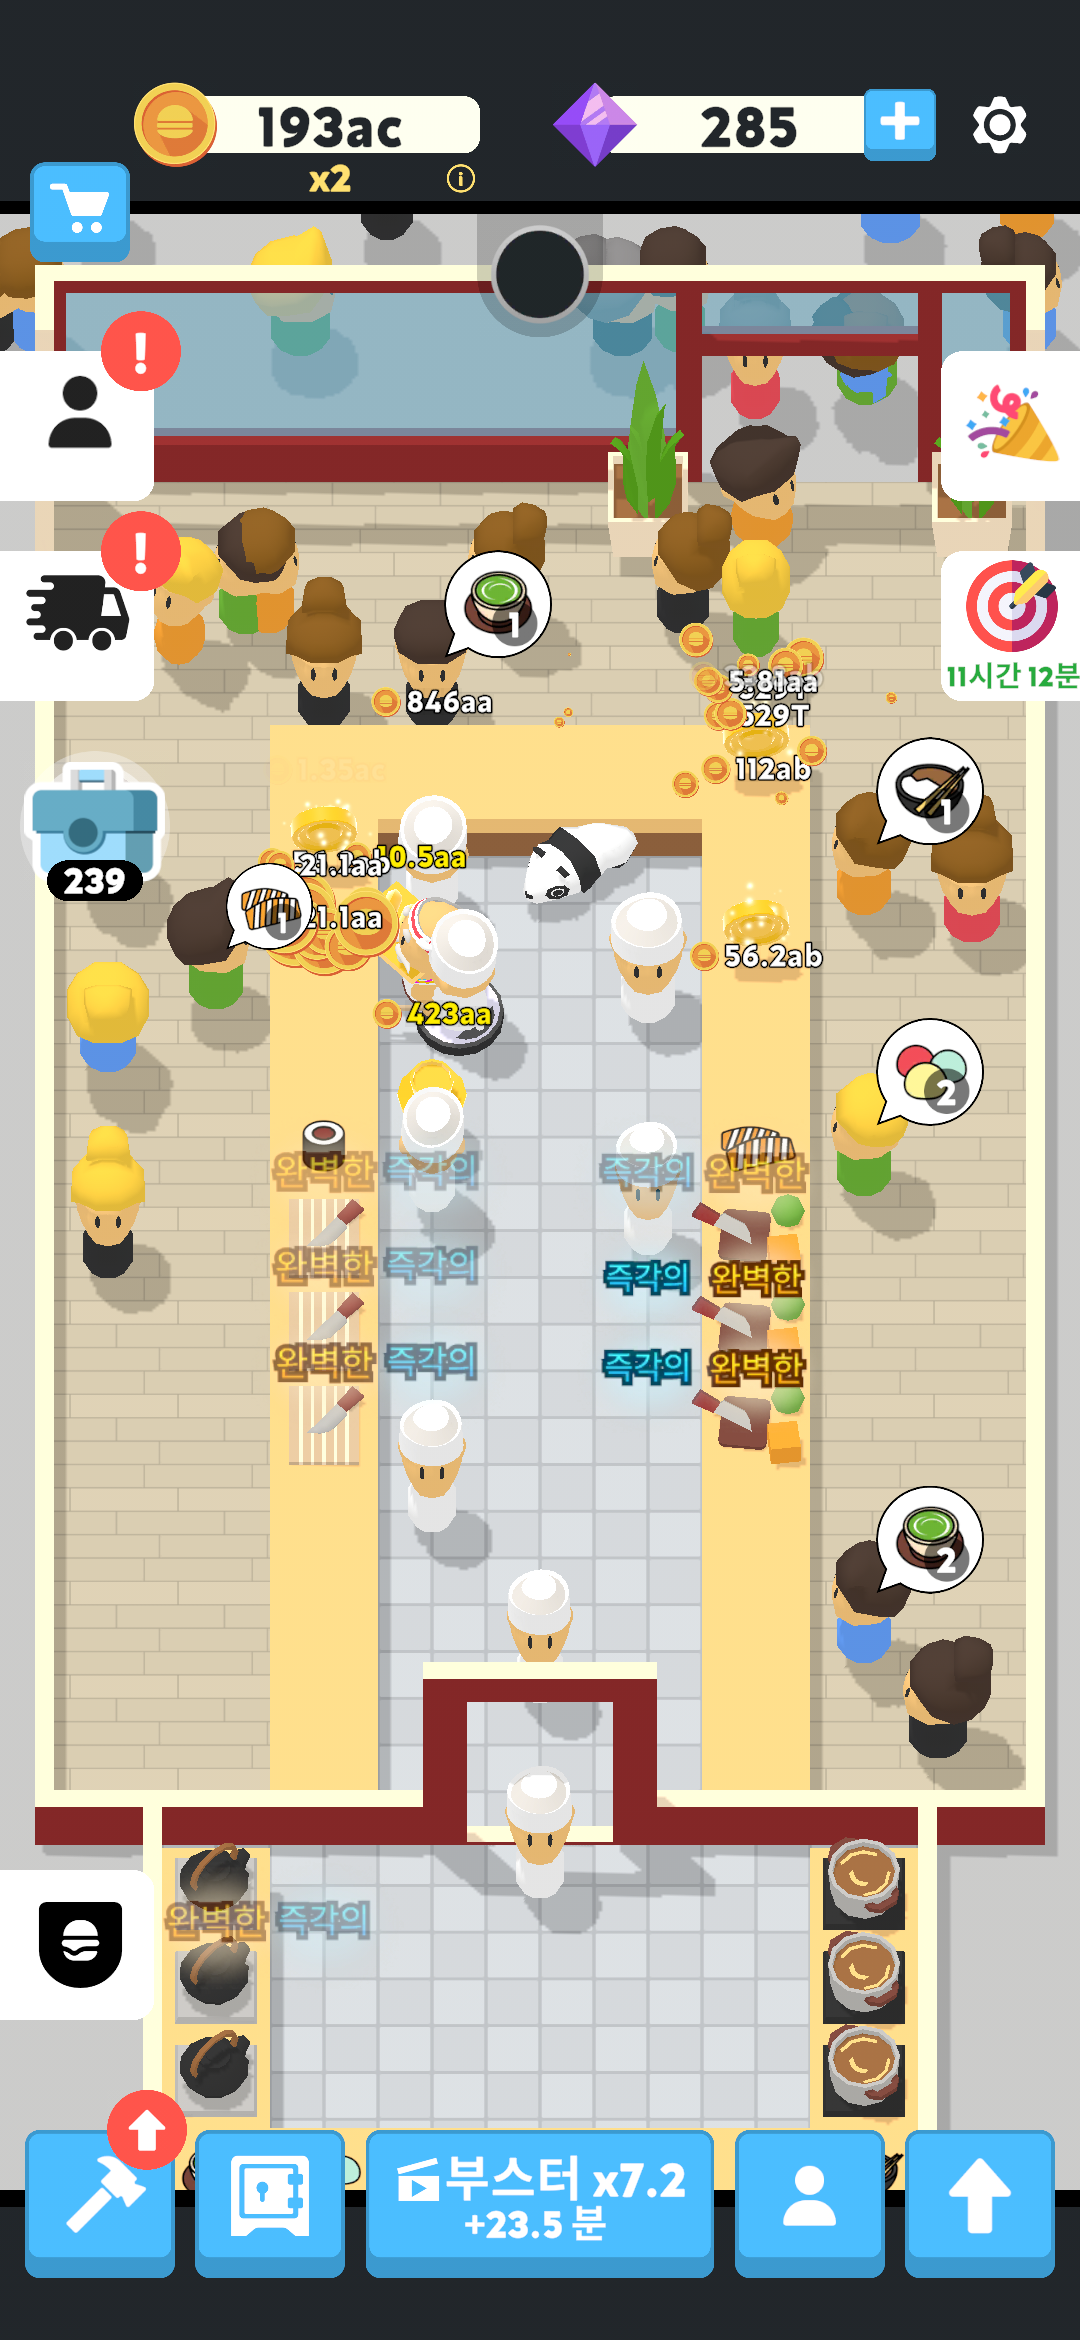 193ac
x2
285
!
!
11시간 12분
1
846aa
5.81aa
529T
112ab
1.35ac
1
239
21.1aa
10.5aa
1
21.1aa
56.2ab
423aa
2
완벽한 즉각의
즉각의 완벽한
완벽한 즉각의
즉각의 완벽한
완벽한 즉각의
즉각의 완벽한
2
완벽한 즉각의
부스터 x7.2
+23.5 분